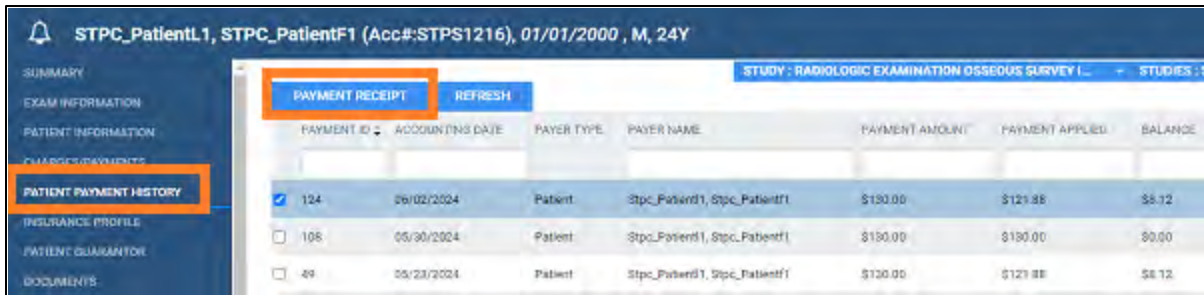 STPC_PatientL1, STPC_PatientF1 (Acc#:STPS1216), 01/01/2000 , M, 24Y
SUMMARY
EXAM INFORMATION
PATIENT INFORMATION
CHARGES/PAYMENTS
PATIENT PAYMENT HISTORY
INSURANCE PROFILE
PATIENT GUARANTOR
DOCUMENTS
STUDY : RADIOLOGIC EXAMINATION OSSEOUS SURVEY I... STUDIES :
PAYMENT RECEIPT REFRESH
PAYMENT ID ACCOUNTING DATE PAYER TYPE PAYER NAME PAYMENT AMOUNT PAYMENT APPLIED BALANCE
124 06/02/2024 Patient Stpc_Patientl1, Stpc_Patientf1 $130.00 $121.88 $8.12
108 05/30/2024 Patient Stpc_Patientl1, Stpc_Patientf1 $130.00 $130.00 $0.00
49 05/23/2024 Patient Stpc_Patientl1, Stpc_Patientf1 $130.00 $121.88 $8.12